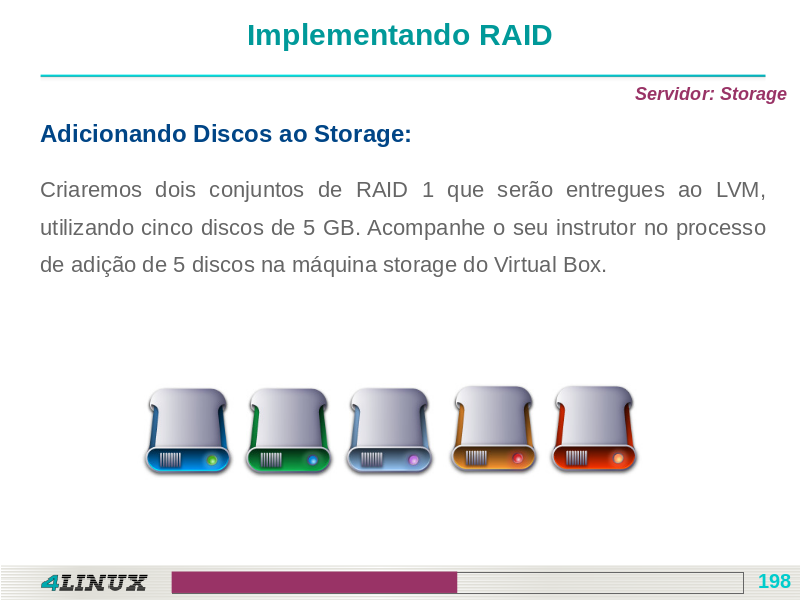 Implementando RAID
Servidor: Storage
Adicionando Discos ao Storage:
Criaremos dois conjuntos de RAID 1 que serão entregues ao LVM,
utilizando cinco discos de 5 GB. Acompanhe o seu instrutor no processo
de adição de 5 discos na máquina storage do Virtual Box.
4LINUX
198